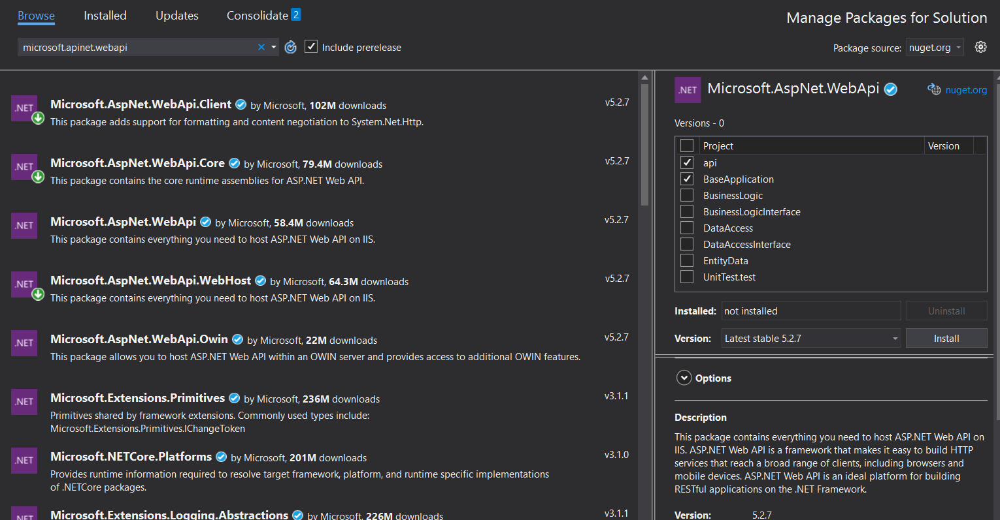 Browse Installed Updates Consolidate 2
Manage Packages for Solution
microsoft.apinet.webapi
Include prerelease
Package source: nuget.org
.NET
Microsoft.AspNet.WebApi.Client by Microsoft, 102M downloads v5.2.7
This package adds support for formatting and content negotiation to System.Net.Http.
.NET
Microsoft.AspNet.WebApi.Core by Microsoft, 79.4M downloads v5.2.7
This package contains the core runtime assemblies for ASP.NET Web API.
.NET
Microsoft.AspNet.WebApi by Microsoft, 58.4M downloads v5.2.7
This package contains everything you need to host ASP.NET Web API on IIS.
.NET
Microsoft.AspNet.WebApi.WebHost by Microsoft, 64.3M downloads v5.2.7
This package contains everything you need to host ASP.NET Web API on IIS.
.NET
Microsoft.AspNet.WebApi.Owin by Microsoft, 22M downloads v5.2.7
This package allows you to host ASP.NET Web API within an OWIN server and provides access to additional OWIN features.
.NET
Microsoft.Extensions.Primitives by Microsoft, 236M downloads v3.1.1
Primitives shared by framework extensions. Commonly used types include:
Microsoft.Extensions.Primitives.IChangeToken
.NET
Microsoft.NETCore.Platforms by Microsoft, 201M downloads v3.1.0
Provides runtime information required to resolve target framework, platform, and runtime specific implementations
of .NETCore packages.
.NET
Microsoft.Extensions.Logging.Abstractions by Microsoft, 226M downloads v3.1.1
.NET
Microsoft.AspNet.WebApi nuget.org
Versions - 0
Project Version
api
BaseApplication
BusinessLogic
BusinessLogicInterface
DataAccess
DataAccessInterface
EntityData
UnitTest.test
Installed: not installed Uninstall
Version: Latest stable 5.2.7 Install
Options
Description
This package contains everything you need to host ASP.NET Web API on
IIS. ASP.NET Web API is a framework that makes it easy to build HTTP
services that reach a broad range of clients, including browsers and
mobile devices. ASP.NET Web API is an ideal platform for building
RESTful applications on the .NET Framework.
Version: 5.2.7